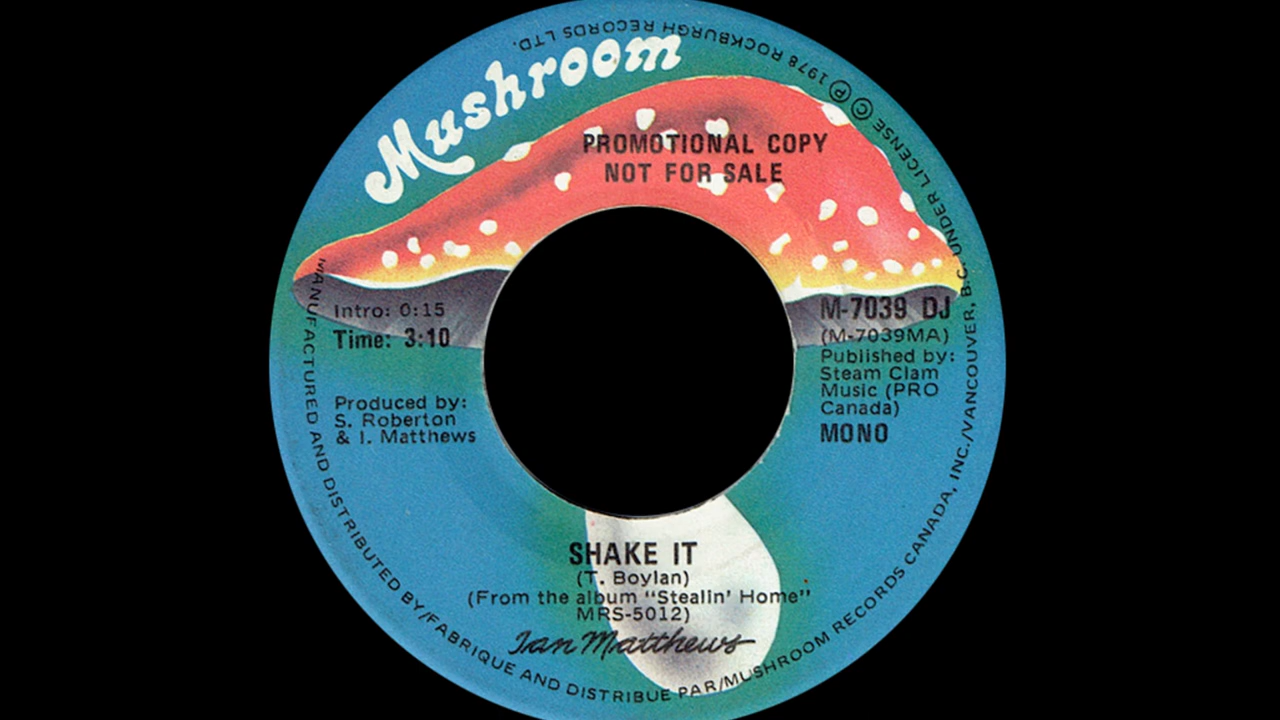 Mushroom
PROMOTIONAL COPY
NOT FOR SALE
Intro: 0:15
Time: 3:10
Produced by:
S. Roberton
& I. Matthews
M-7039 DJ
(M-7039MA)
Published by:
Steam Clam
Music (PRO
Canada)
MONO
SHAKE IT
(T. Boylan)
(From the album "Stealin' Home"
MRS-5012)
Ian Matthews
MANUFACTURED AND DISTRIBUTED BY/FABRIQUE AND DISTRIBUE PAR/MUSHROOM RECORDS CANADA, INC./VANCOUVER, B.C. UNDER LICENSE © ℗ 1978 ROCKBURGH RECORDS LTD.